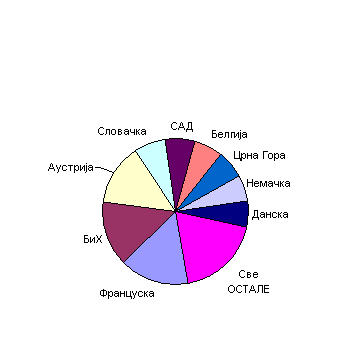 САД
Словачка
Белгија
Црна Гора
Аустрија
Немачка
Данска
БиХ
Све
ОСТАЛЕ
Француска